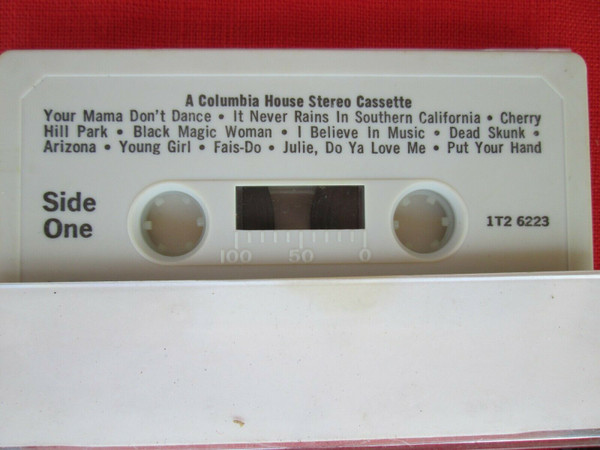 A Columbia House Stereo Cassette
Your Mama Don't Dance • It Never Rains In Southern California • Cherry
Hill Park • Black Magic Woman • I Believe In Music • Dead Skunk •
Arizona • Young Girl • Fais-Do • Julie, Do Ya Love Me • Put Your Hand
Side
One
1T2 6223
100 50 0